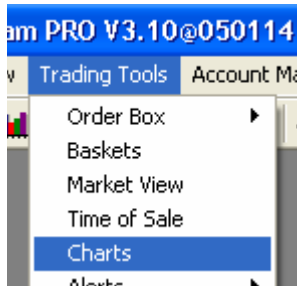 am PRO V3.10@050114
Trading Tools Account Ma
Order Box
Baskets
Market View
Time of Sale
Charts
Alerts